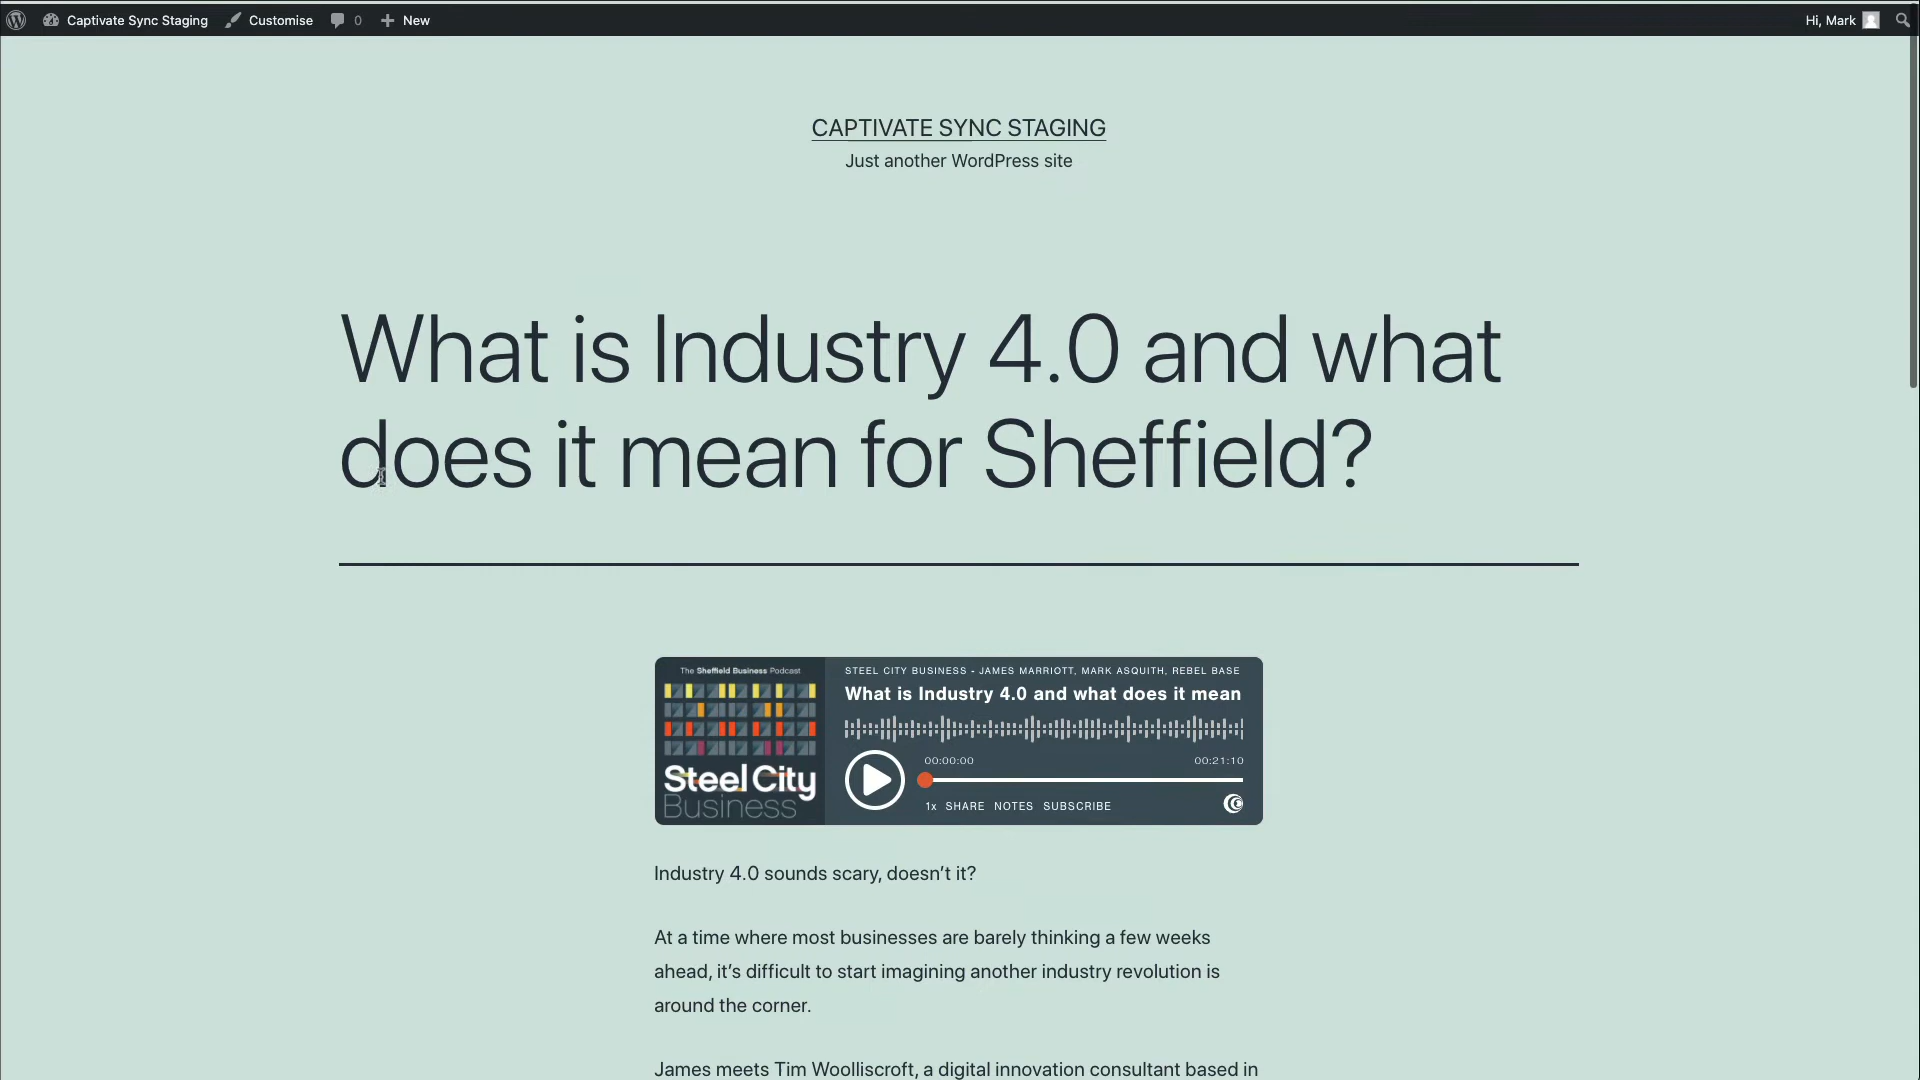 Captivate Sync Staging Customise 0 New Hi, Mark
CAPTIVATE SYNC STAGING
Just another WordPress site
What is Industry 4.0 and what
does it mean for Sheffield?
The Sheffield Business Podcast
Steel City
Business
STEEL CITY BUSINESS - JAMES MARRIOTT, MARK ASQUITH, REBEL BASE
What is Industry 4.0 and what does it mean
00:00:00 00:21:10
1x SHARE NOTES SUBSCRIBE
Industry 4.0 sounds scary, doesn’t it?
At a time where most businesses are barely thinking a few weeks
ahead, it’s difficult to start imagining another industry revolution is
around the corner.
James meets Tim Woolliscroft, a digital innovation consultant based in